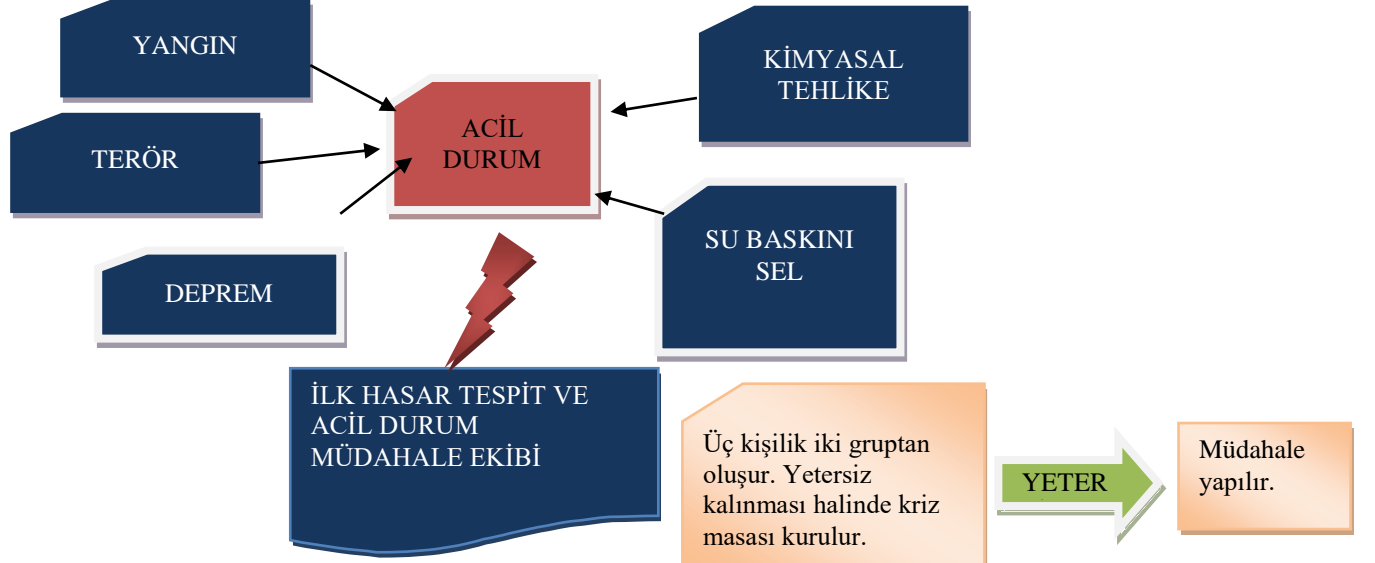 YANGIN
KİMYASAL
TEHLİKE
ACİL
DURUM
TERÖR
SU BASKINI
SEL
DEPREM
İLK HASAR TESPİT VE
ACİL DURUM
MÜDAHALE EKİBİ
Üç kişilik iki gruptan
oluşur. Yetersiz
kalınması halinde kriz
masası kurulur.
YETER
Müdahale
yapılır.